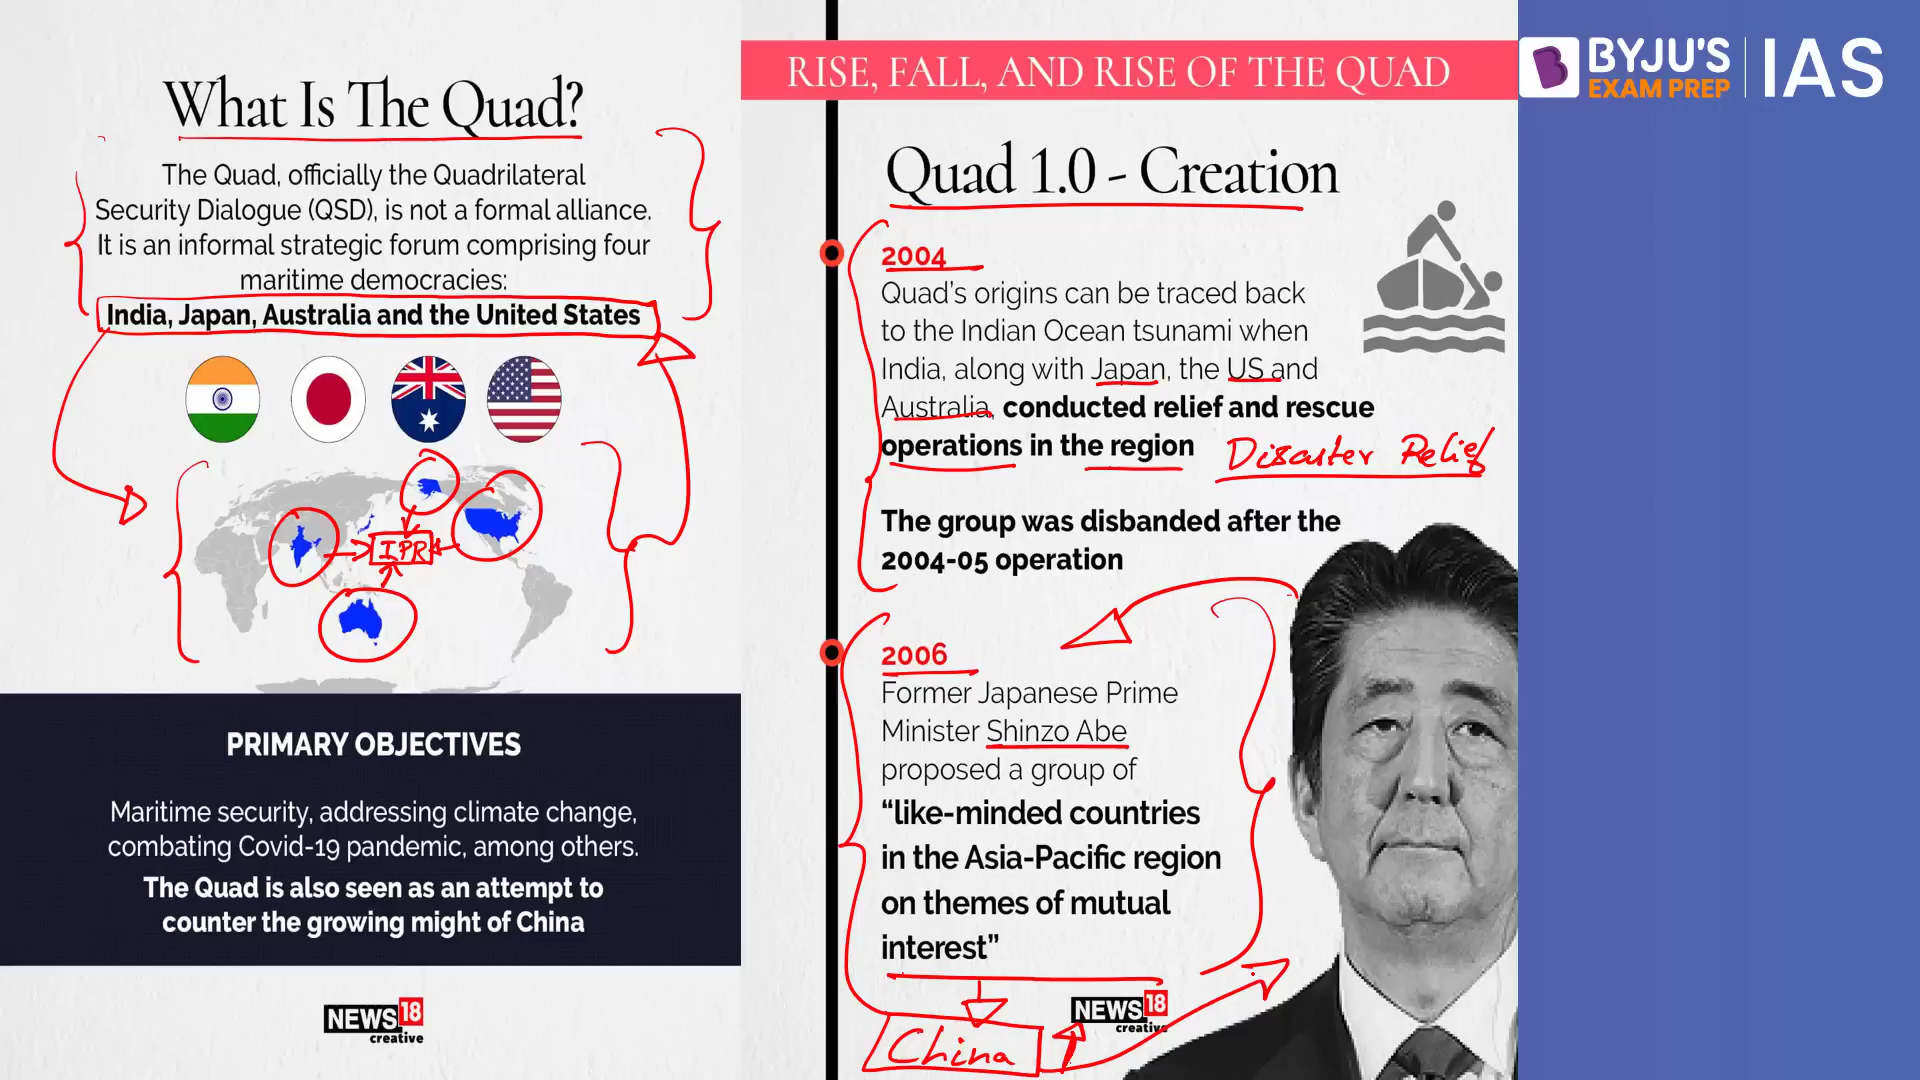 What Is The Quad?
The Quad, officially the Quadrilateral
Security Dialogue (QSD), is not a formal alliance.
It is an informal strategic forum comprising four
maritime democracies:
India, Japan, Australia and the United States
IPR
PRIMARY OBJECTIVES
Maritime security, addressing climate change,
combating Covid-19 pandemic, among others.
The Quad is also seen as an attempt to
counter the growing might of China
NEWS 18
creative
RISE, FALL, AND RISE OF THE QUAD
Quad 1.0 - Creation
2004
Quad's origins can be traced back
to the Indian Ocean tsunami when
India, along with Japan, the US and
Australia, conducted relief and rescue
operations in the region
Disaster Relief
The group was disbanded after the
2004-05 operation
2006
Former Japanese Prime
Minister Shinzo Abe
proposed a group of
“like-minded countries
in the Asia-Pacific region
on themes of mutual
interest”
NEWS 18
creative
China
BYJU'S
EXAM PREP
IAS